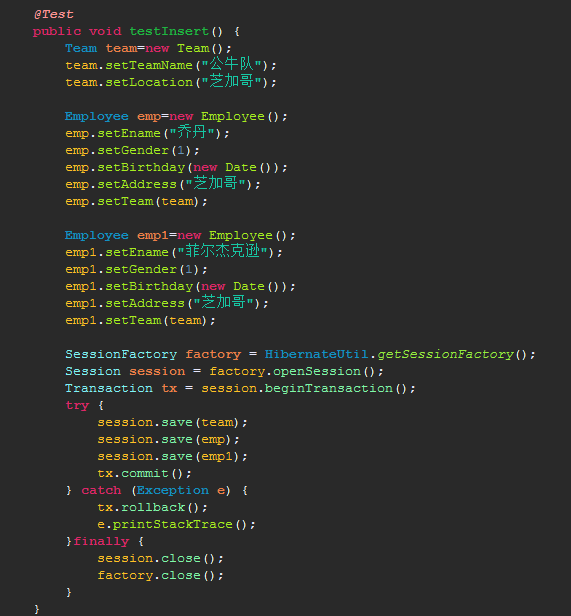 @Test
public void testInsert() {
    Team team=new Team();
    team.setTeamName("公牛队");
    team.setLocation("芝加哥");

    Employee emp=new Employee();
    emp.setEname("乔丹");
    emp.setGender(1);
    emp.setBirthday(new Date());
    emp.setAddress("芝加哥");
    emp.setTeam(team);

    Employee emp1=new Employee();
    emp1.setEname("菲尔杰克逊");
    emp1.setGender(1);
    emp1.setBirthday(new Date());
    emp1.setAddress("芝加哥");
    emp1.setTeam(team);

    SessionFactory factory = HibernateUtil.getSessionFactory();
    Session session = factory.openSession();
    Transaction tx = session.beginTransaction();
    try {
        session.save(team);
        session.save(emp);
        session.save(emp1);
        tx.commit();
    } catch (Exception e) {
        tx.rollback();
        e.printStackTrace();
    }finally {
        session.close();
        factory.close();
    }
}